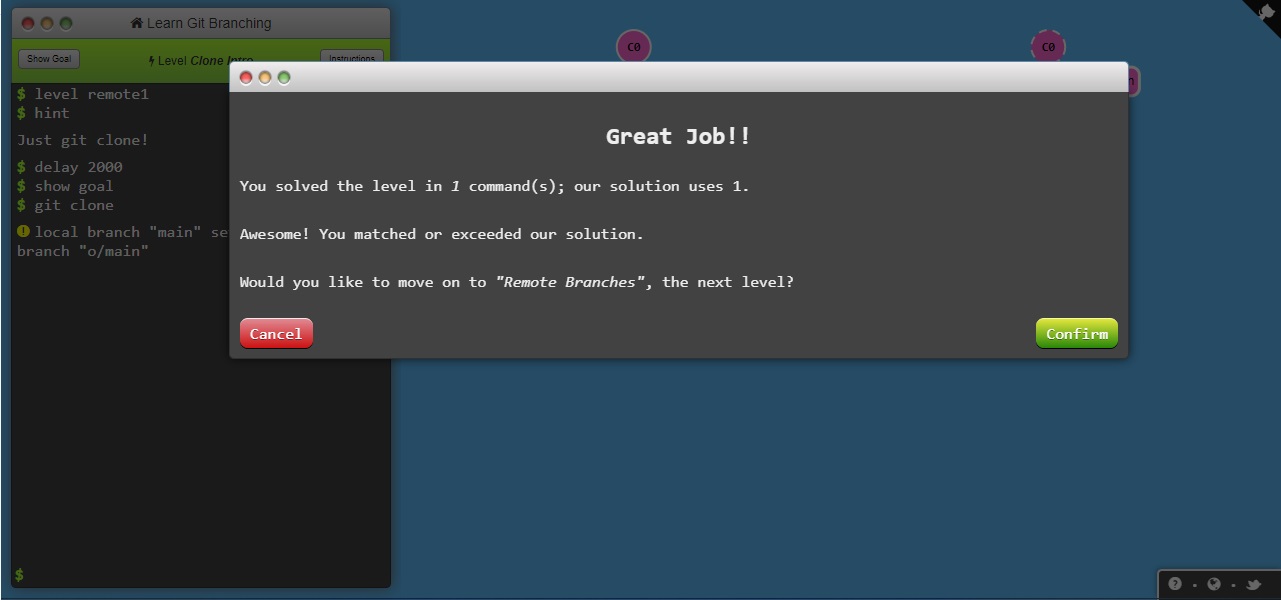 Learn Git Branching
Show Goal
Level Clone Intro
Instructions
$ level remote1
$ hint
Just git clone!
$ delay 2000
$ show goal
$ git clone
local branch "main" se
branch "o/main"
$
C0
C0
Great Job!!
You solved the level in 1 command(s); our solution uses 1.
Awesome! You matched or exceeded our solution.
Would you like to move on to "Remote Branches", the next level?
Cancel
Confirm